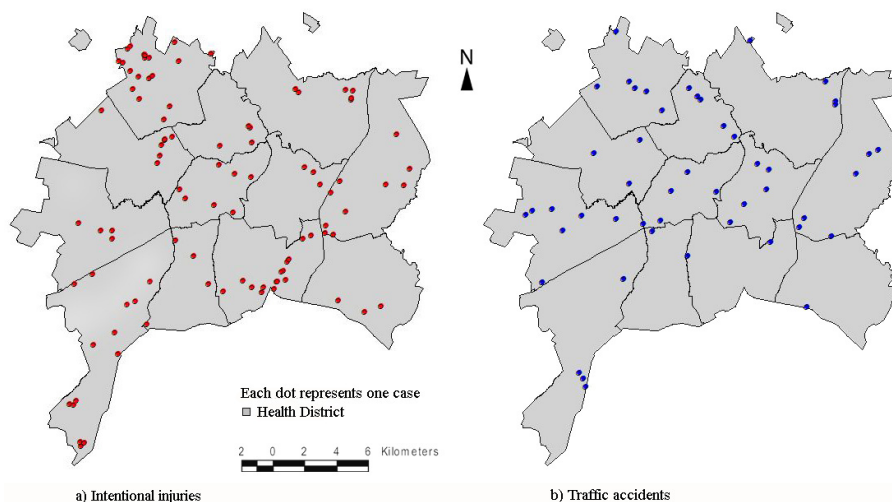 N
Each dot represents one case
Health District
2 0 2 4 6 Kilometers
a) Intentional injuries
b) Traffic accidents